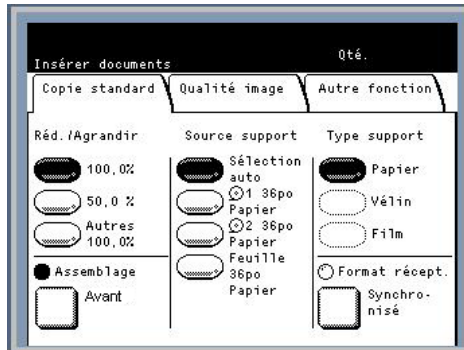 Qté.
Insérer documents
Copie standard
Qualité image
Autre fonction
Réd./Agrandir
100,0%
50,0 %
Autres
100,0%
Assemblage
Avant
Source support
Sélection
auto
1 36po
Papier
2 36po
Papier
Feuille
36po
Papier
Type support
Papier
Vélin
Film
Format récept.
Synchro-
nisé